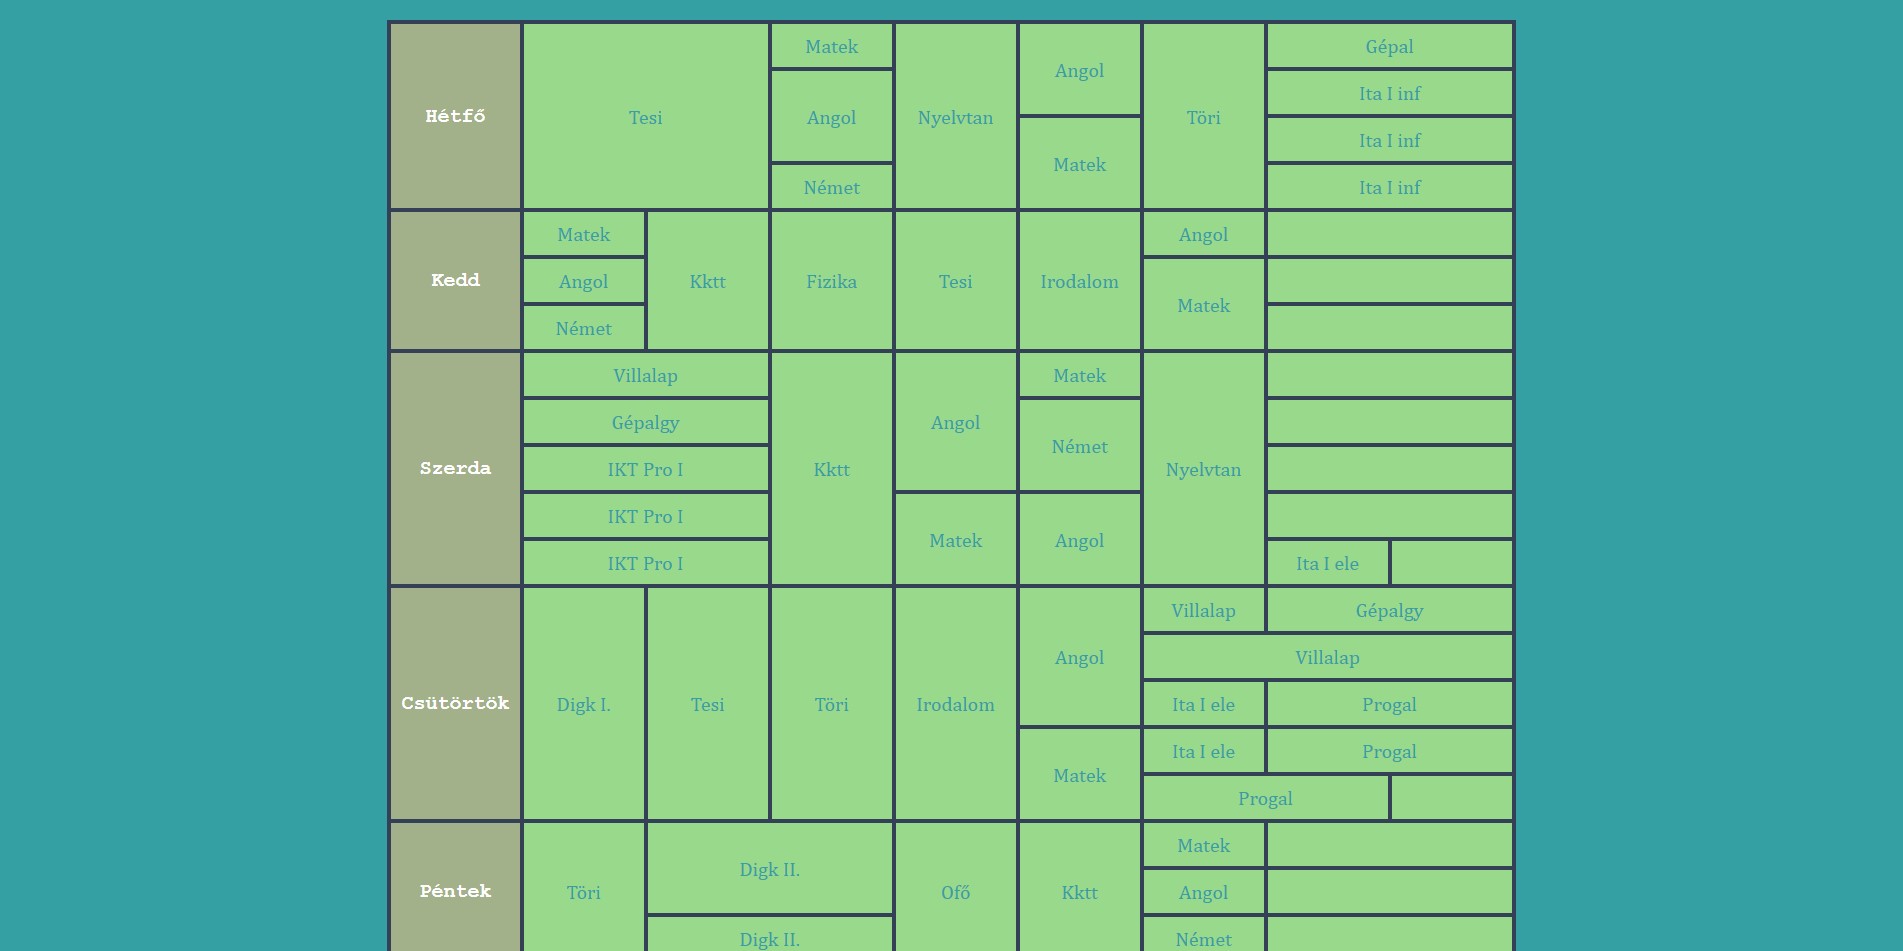 Hétfő
Tesi
Matek
Angol
Német
Nyelvtan
Angol
Matek
Töri
Gépal
Ita I inf
Ita I inf
Ita I inf
Kedd
Matek
Angol
Német
Kktt
Fizika
Tesi
Irodalom
Angol
Matek
Szerda
Villalap
Gépalgy
IKT Pro I
IKT Pro I
IKT Pro I
Kktt
Angol
Matek
Matek
Német
Angol
Nyelvtan
Ita I ele
Csütörtök
Digk I.
Tesi
Töri
Irodalom
Angol
Matek
Villalap
Gépalgy
Villalap
Ita I ele
Progal
Ita I ele
Progal
Progal
Péntek
Töri
Digk II.
Digk II.
Ofő
Kktt
Matek
Angol
Német